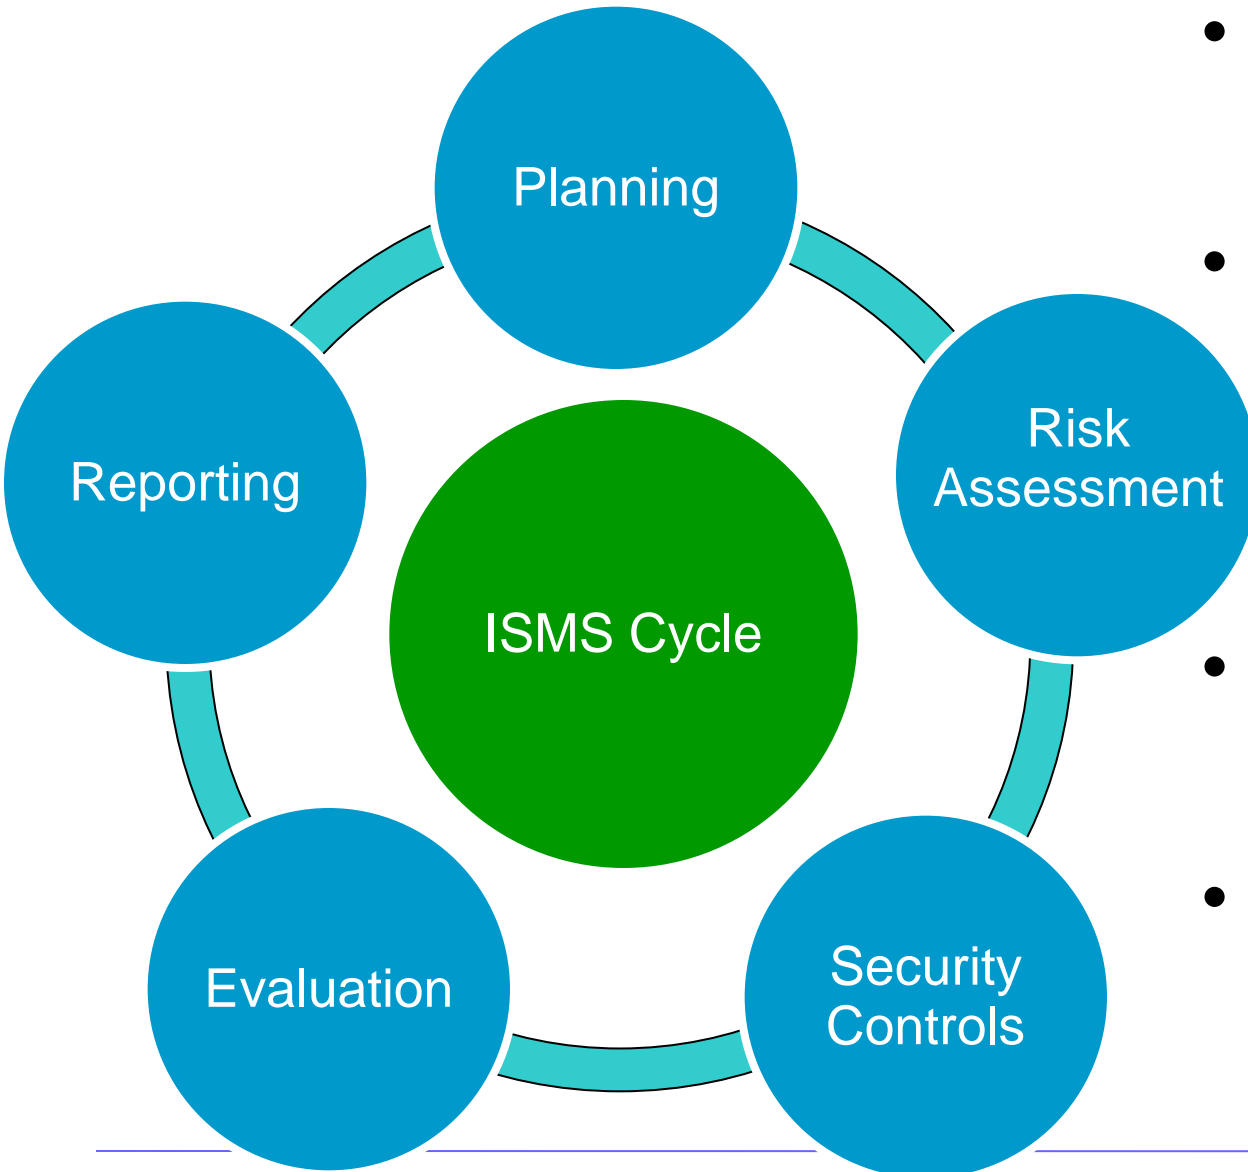 Planning
Risk
Assessment
Reporting
ISMS Cycle
Security
Controls
Evaluation